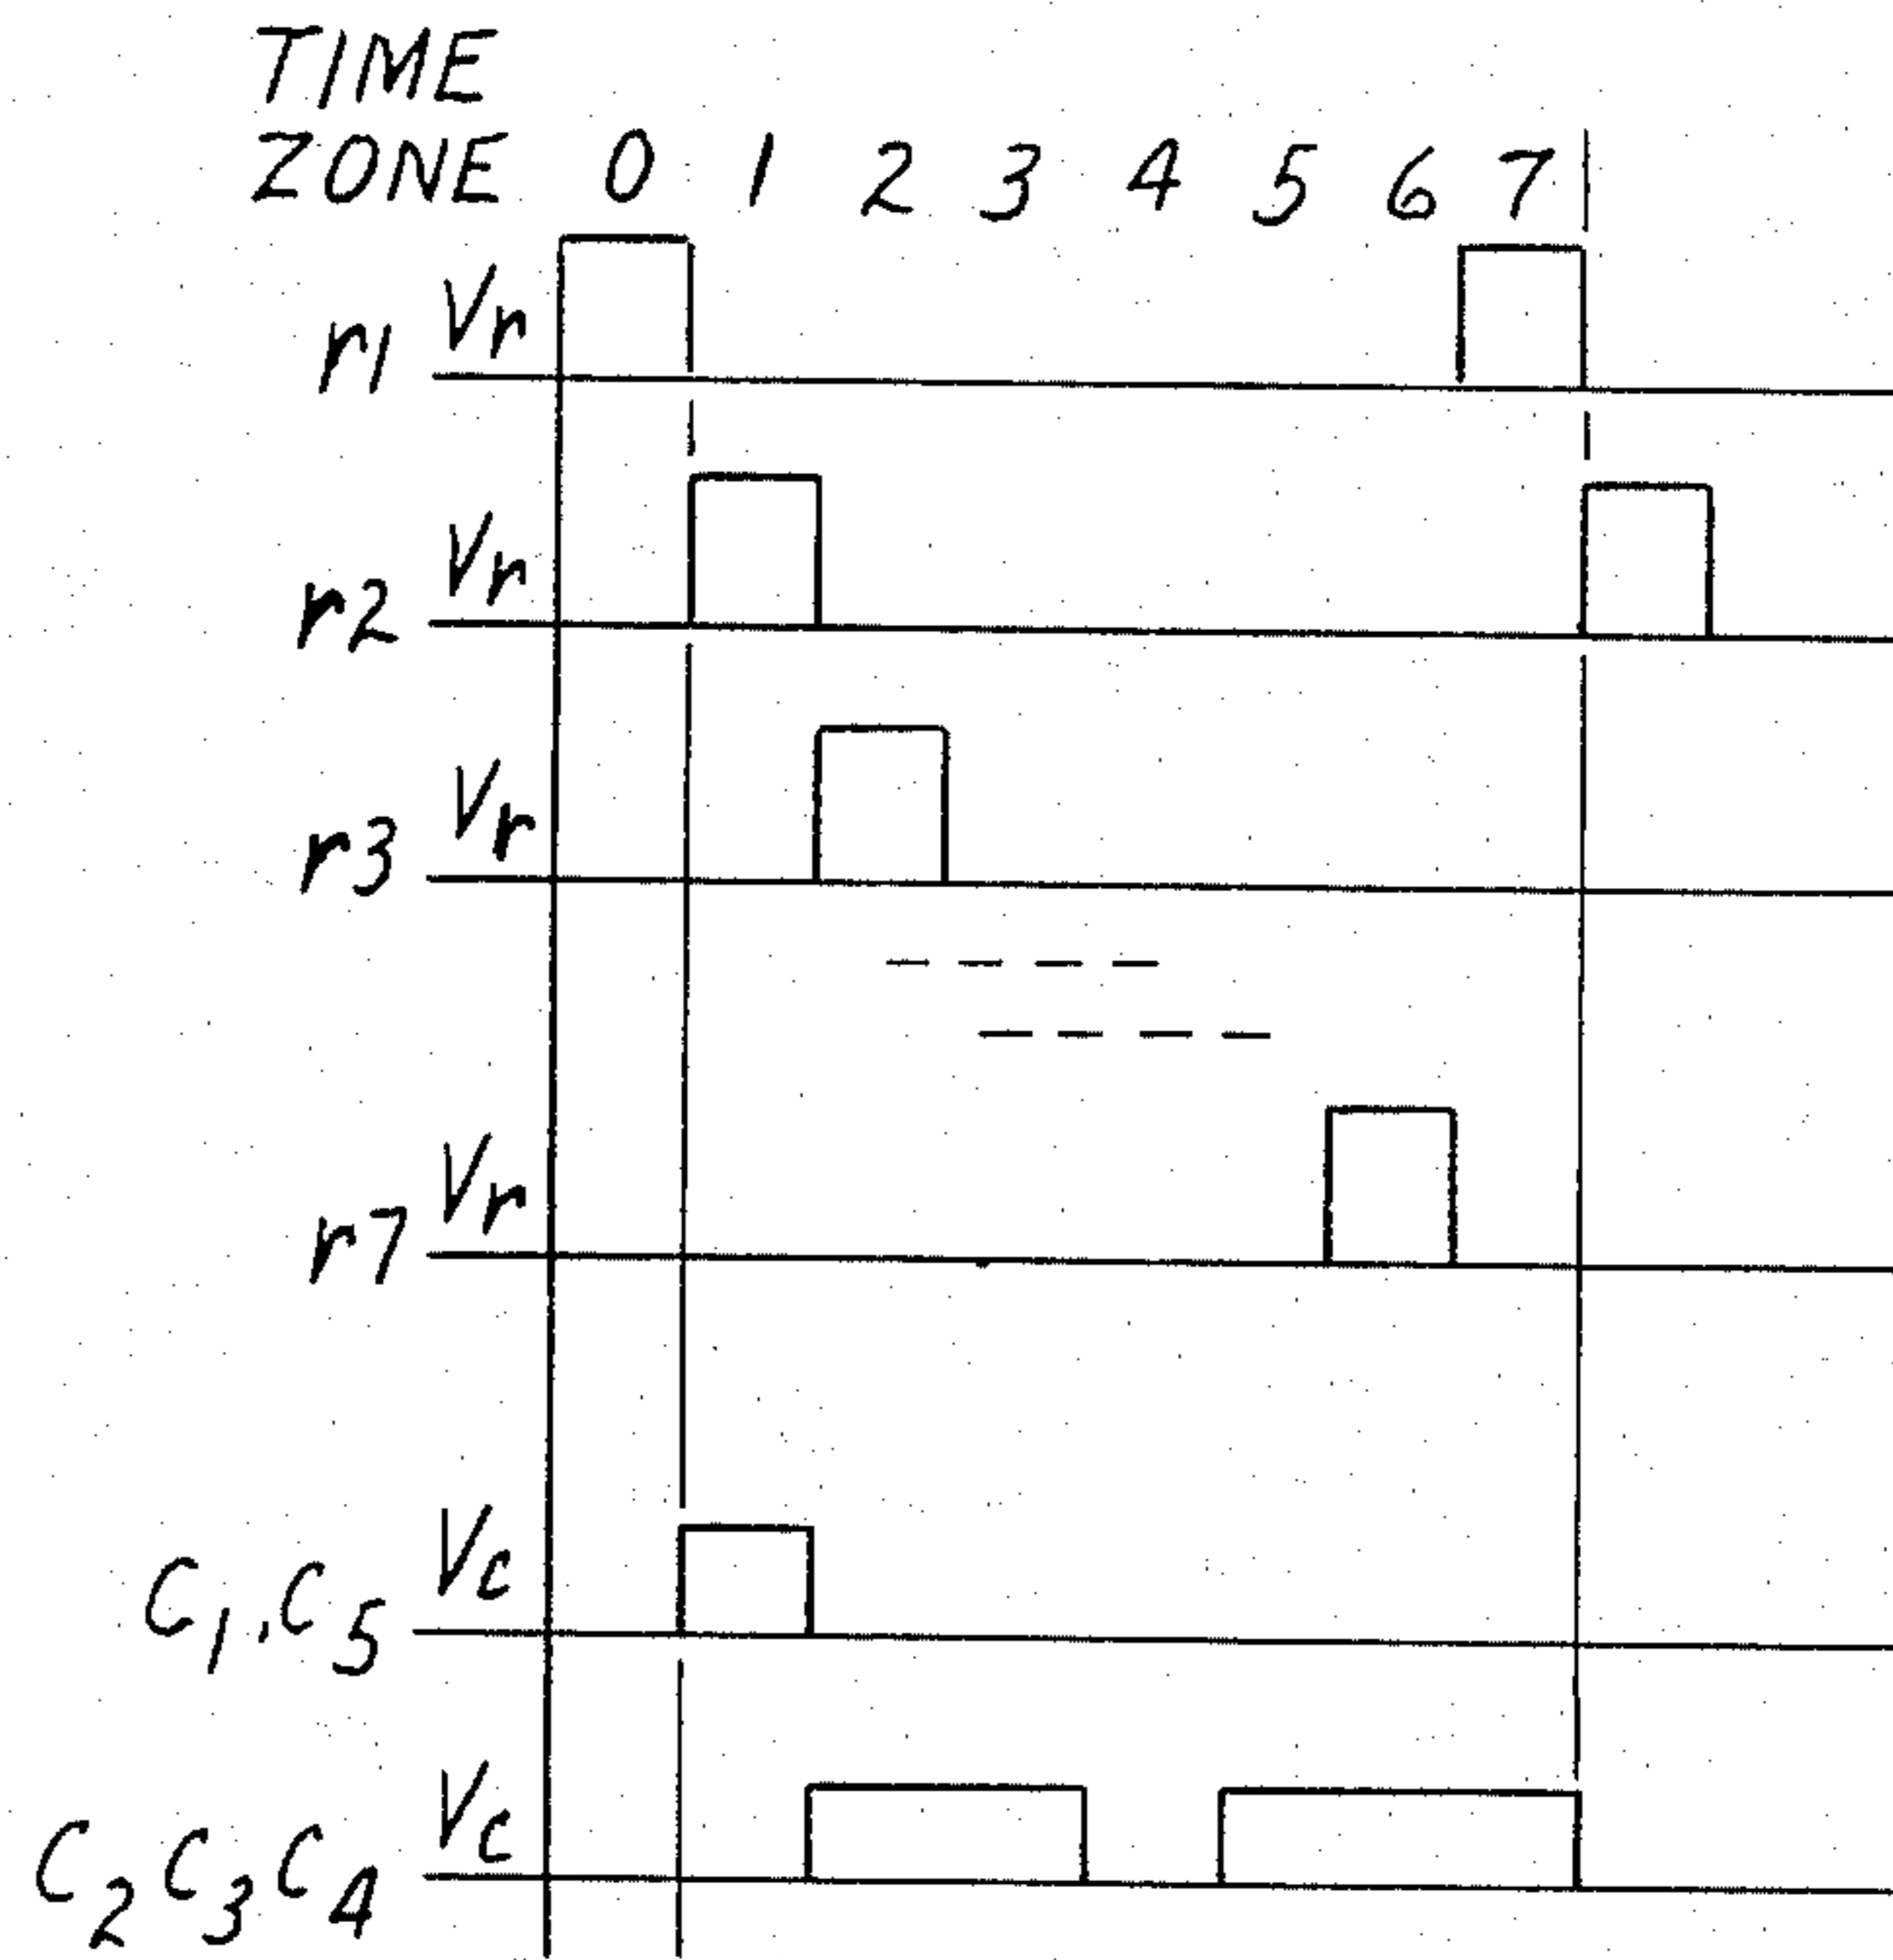 TIME
ZONE 0 1 2 3 4 5 6 7
r1 Vr
r2 Vr
r3 Vr
r7 Vr
C1,C5 Vc
C2C3C4 Vc